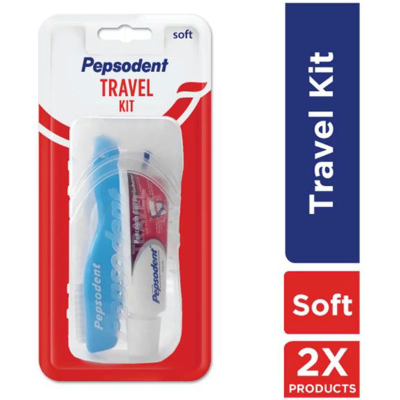 soft
Pepsodent
TRAVEL
KIT
Pepsodent
Pepsodent
Travel Kit
Soft
2X
PRODUCTS